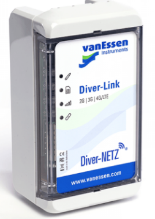 vanEssen
instruments
Diver-Link
2G | 3G | 4G/LTE
Diver-NETZ
www.vanessen.com